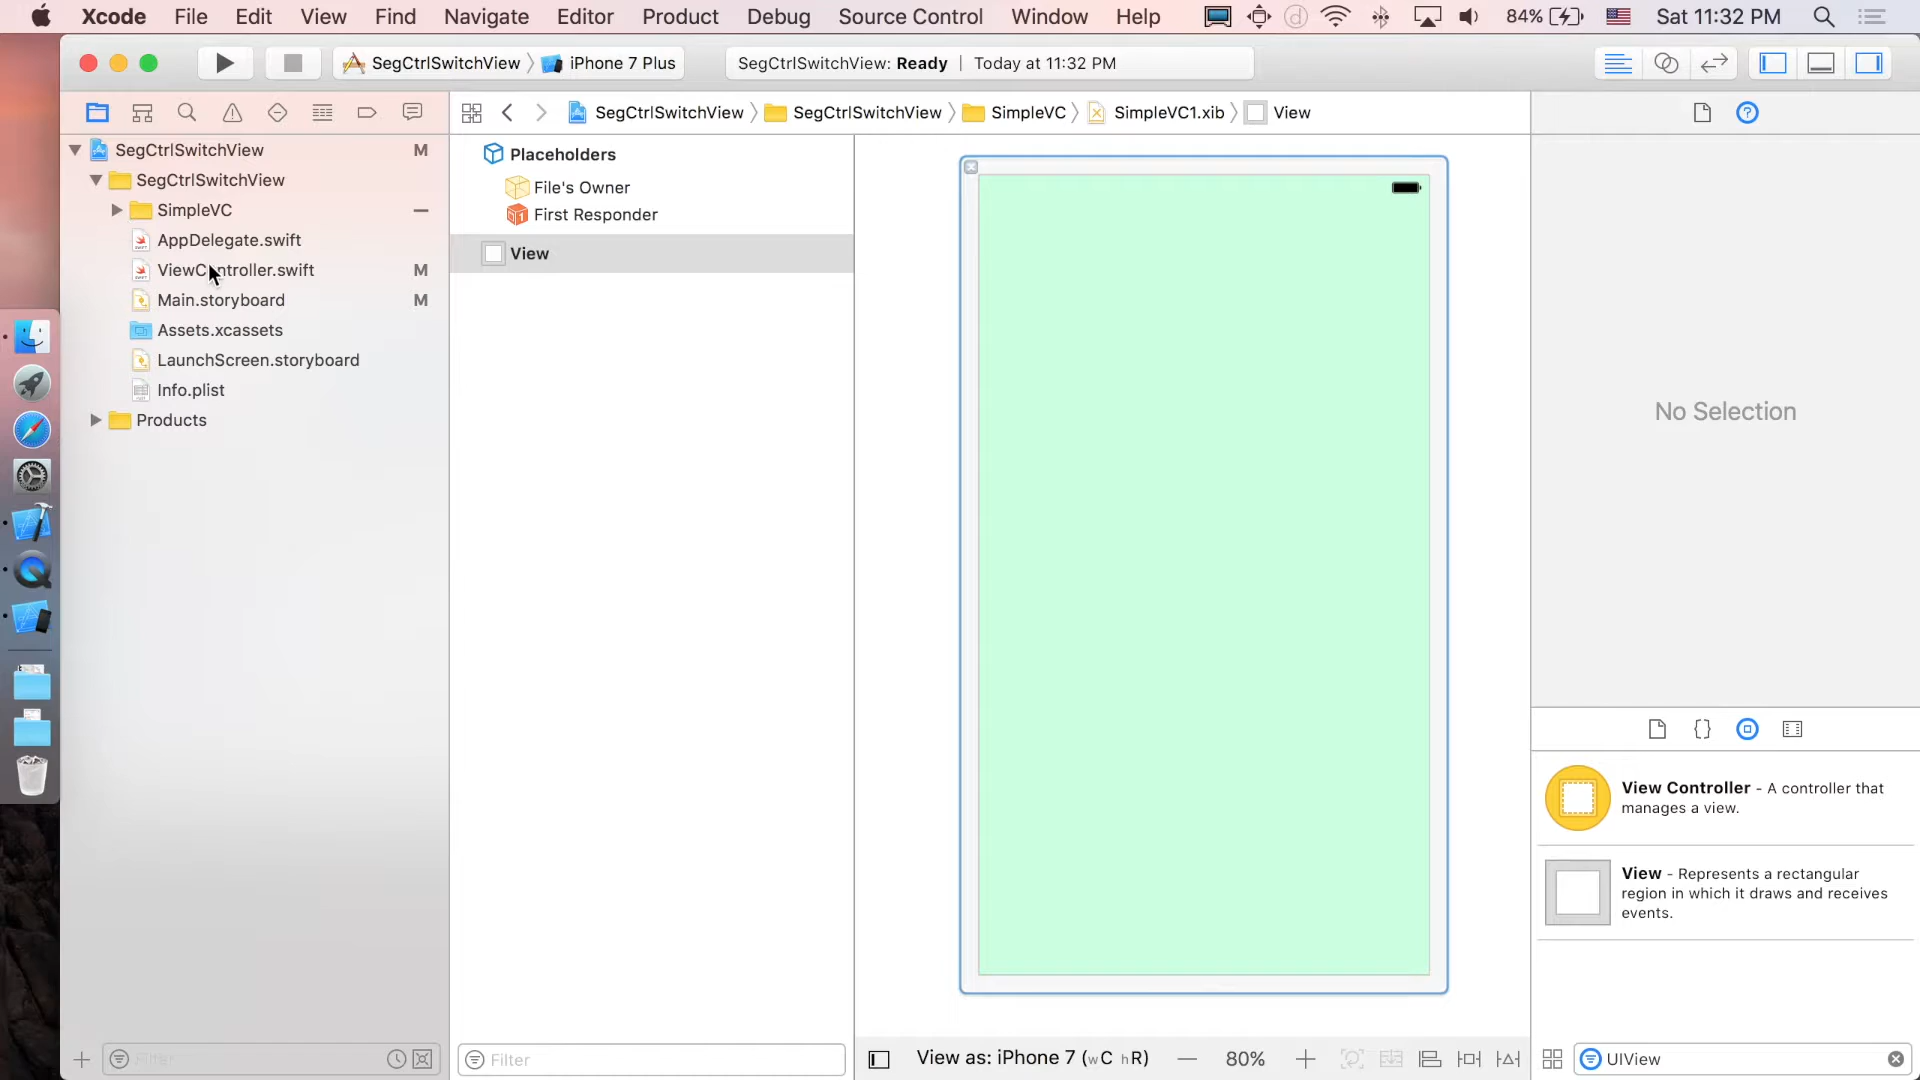 Xcode File Edit View Find Navigate Editor Product Debug Source Control Window Help 84% Sat 11:32 PM
SegCtrlSwitchView iPhone 7 Plus SegCtrlSwitchView: Ready | Today at 11:32 PM
SegCtrlSwitchView SegCtrlSwitchView SimpleVC SimpleVC1.xib View
SegCtrlSwitchView M
SegCtrlSwitchView
SimpleVC
AppDelegate.swift
ViewController.swift M
Main.storyboard M
Assets.xcassets
LaunchScreen.storyboard
Info.plist
Products
Filter
Placeholders
File's Owner
First Responder
View
Filter
View as: iPhone 7 (wC hR) 80%
No Selection
View Controller - A controller that
manages a view.
View - Represents a rectangular
region in which it draws and receives
events.
UIView